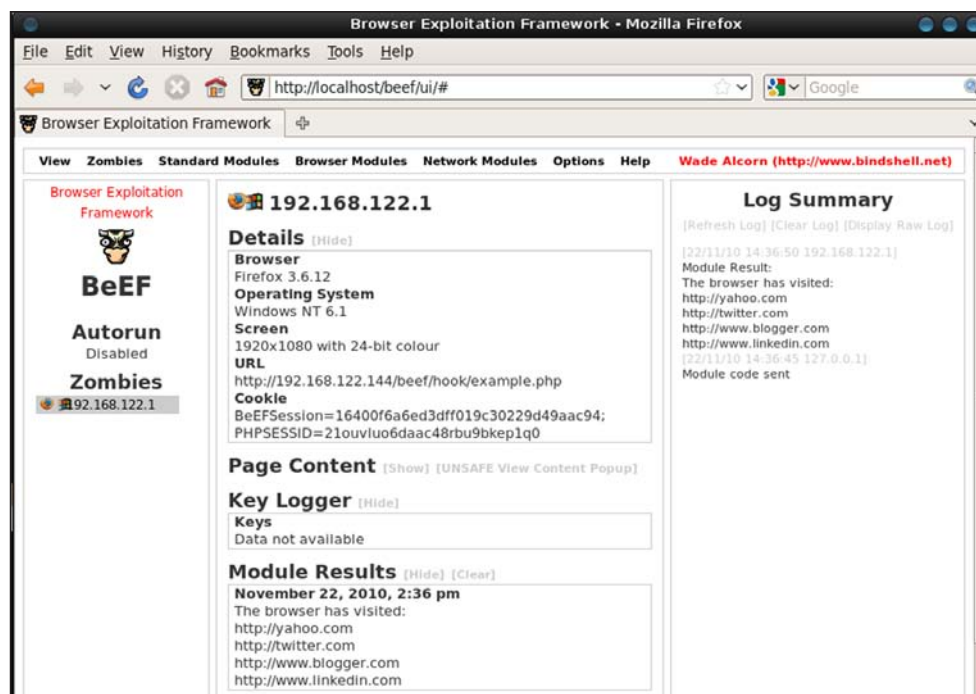 Browser Exploitation Framework - Mozilla Firefox
File Edit View History Bookmarks Tools Help
http://localhost/beef/ui/#
Google
Browser Exploitation Framework
View Zombies Standard Modules Browser Modules Network Modules Options Help Wade Alcorn (http://www.bindshell.net)
Browser Exploitation
Framework
BeEF
Autorun
Disabled
Zombies
192.168.122.1
192.168.122.1
Details [Hide]
Browser
Firefox 3.6.12
Operating System
Windows NT 6.1
Screen
1920x1080 with 24-bit colour
URL
http://192.168.122.144/beef/hook/example.php
Cookie
BeEFSession=16400f6a6ed3dff019c30229d49aac94;
PHPSESSID=21ouvluo6daac48rbu9bkep1q0
Page Content [Show] [UNSAFE View Content Popup]
Key Logger [Hide]
Keys
Data not available
Module Results [Hide] [Clear]
November 22, 2010, 2:36 pm
The browser has visited:
http://yahoo.com
http://twitter.com
http://www.blogger.com
http://www.linkedin.com
Log Summary
[Refresh Log] [Clear Log] [Display Raw Log]
[22/11/10 14:36:50 192.168.122.1]
Module Result:
The browser has visited:
http://yahoo.com
http://twitter.com
http://www.blogger.com
http://www.linkedin.com
[22/11/10 14:36:45 127.0.0.1]
Module code sent